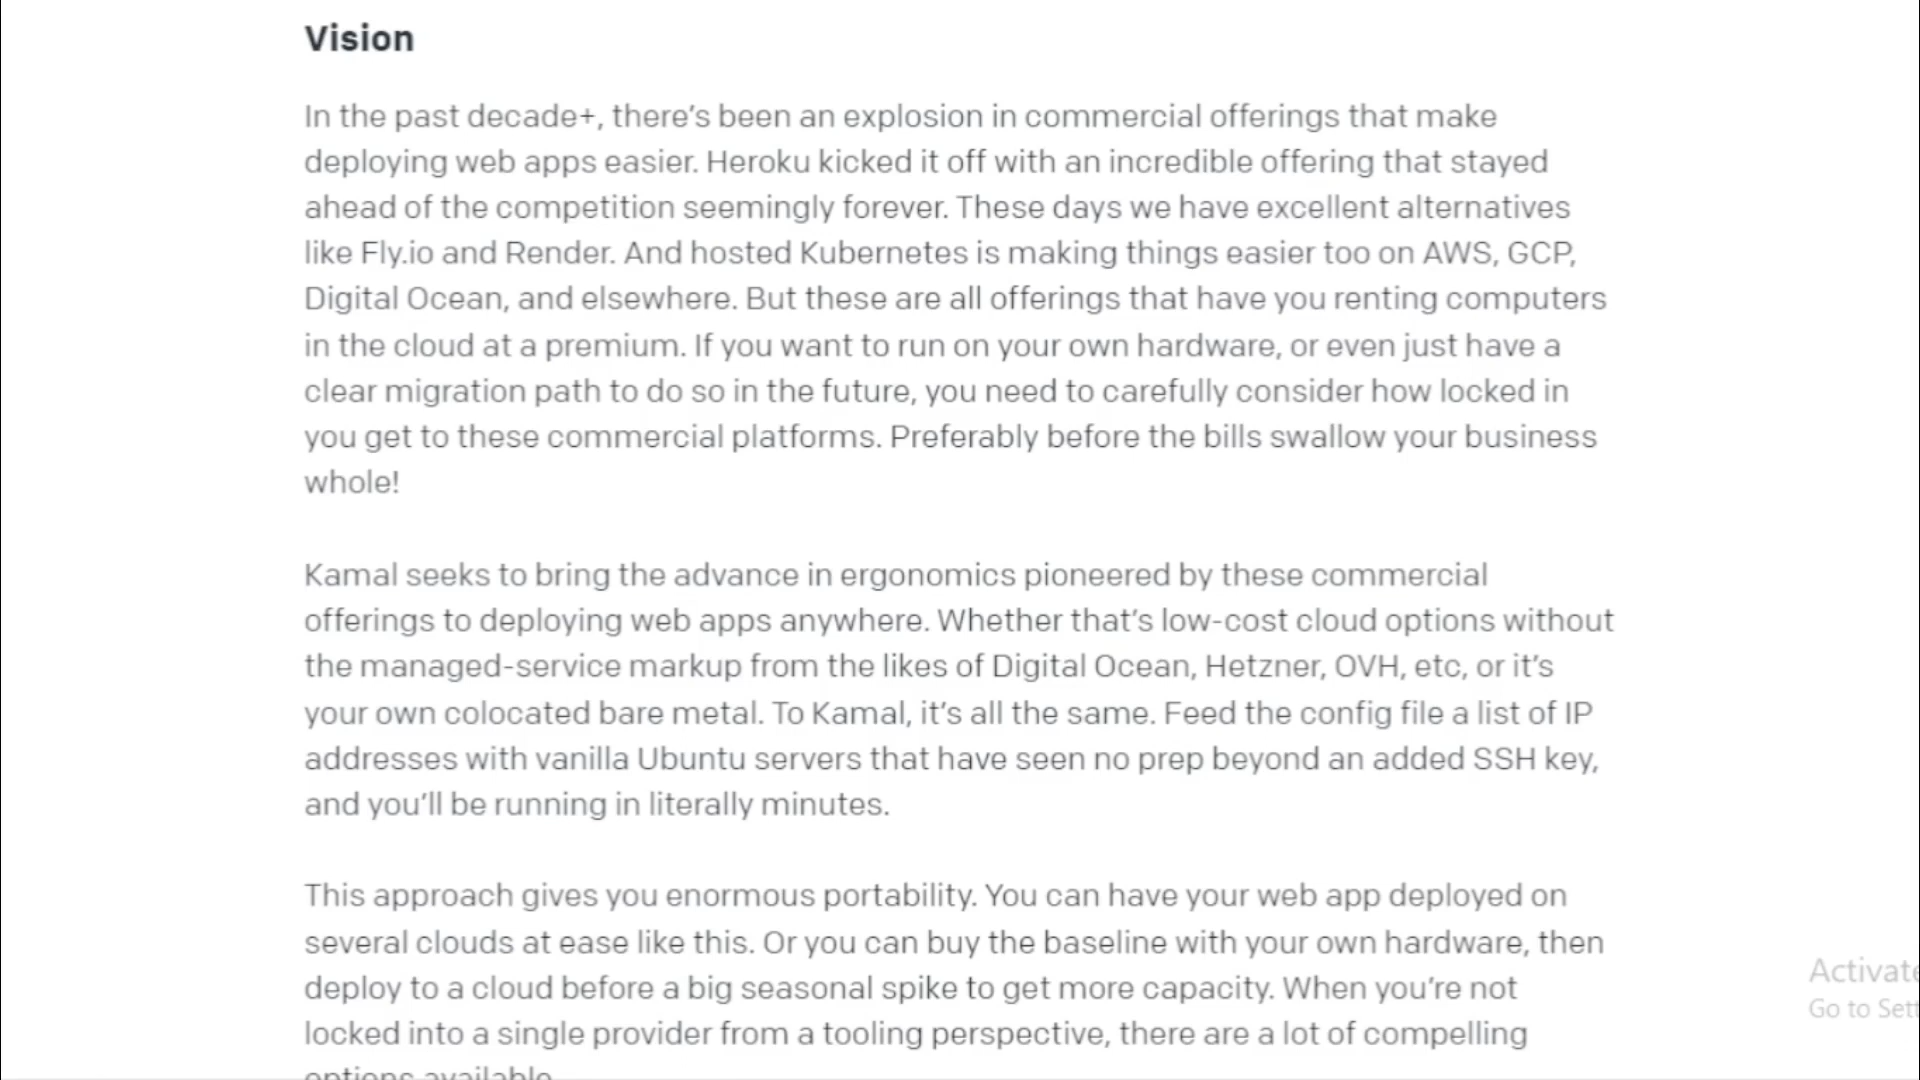 Vision
In the past decade+, there's been an explosion in commercial offerings that make
deploying web apps easier. Heroku kicked it off with an incredible offering that stayed
ahead of the competition seemingly forever. These days we have excellent alternatives
like Fly.io and Render. And hosted Kubernetes is making things easier too on AWS, GCP,
Digital Ocean, and elsewhere. But these are all offerings that have you renting computers
in the cloud at a premium. If you want to run on your own hardware, or even just have a
clear migration path to do so in the future, you need to carefully consider how locked in
you get to these commercial platforms. Preferably before the bills swallow your business
whole!
Kamal seeks to bring the advance in ergonomics pioneered by these commercial
offerings to deploying web apps anywhere. Whether that's low-cost cloud options without
the managed-service markup from the likes of Digital Ocean, Hetzner, OVH, etc, or it's
your own colocated bare metal. To Kamal, it's all the same. Feed the config file a list of IP
addresses with vanilla Ubuntu servers that have seen no prep beyond an added SSH key,
and you'll be running in literally minutes.
This approach gives you enormous portability. You can have your web app deployed on
several clouds at ease like this. Or you can buy the baseline with your own hardware, then
deploy to a cloud before a big seasonal spike to get more capacity. When you're not
locked into a single provider from a tooling perspective, there are a lot of compelling
options available.
Activate
Go to Sett